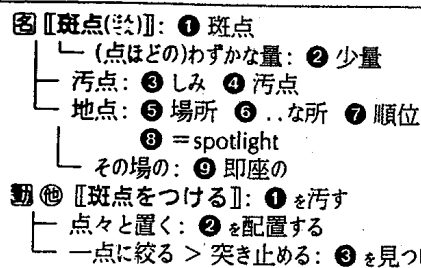 名 〚斑点(はん てん)〛: ❶ 斑点
(点ほどの)わずかな量: ❷ 少量
汚点: ❸ しみ ❹ 汚点
地点: ❺ 場所 ❻ ‥な所 ❼ 順位
❽ =spotlight
その場の: ❾ 即座の
動 他 〚斑点をつける〛: ❶ を汚す
点々と置く: ❷ を配置する
一点に絞る > 突き止める: ❸ を見つ